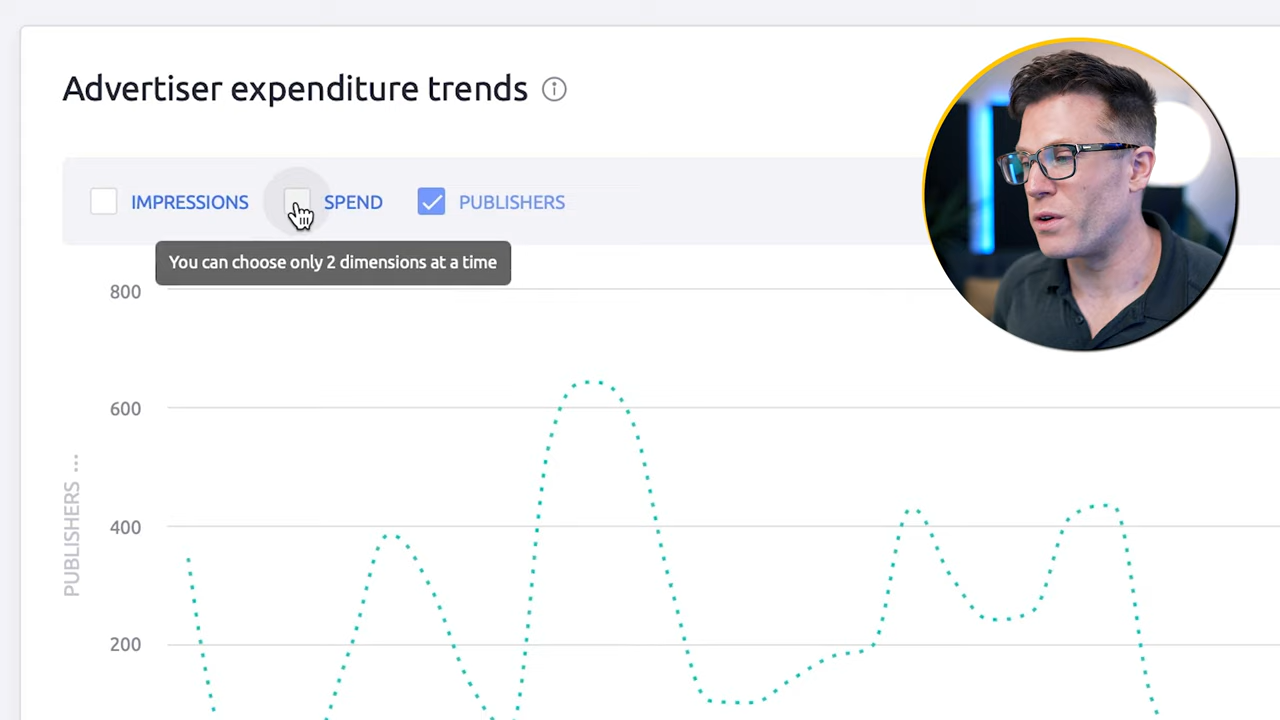 Advertiser expenditure trends
IMPRESSIONS
SPEND
PUBLISHERS
You can choose only 2 dimensions at a time
800
600
400
200
PUBLISHERS ...